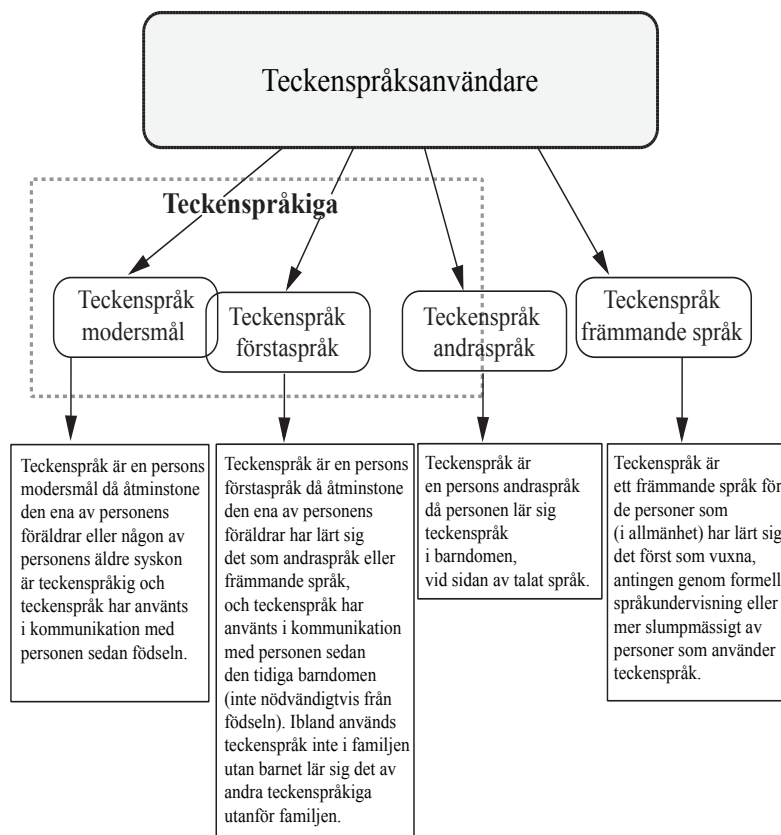 Teckenspråksanvändare
Teckenspråkiga
Teckenspråk
modersmål
Teckenspråk
förstaspråk
Teckenspråk
andraspråk
Teckenspråk
främmande språk
Teckenspråk är en persons
modersmål då åtminstone
den ena av personens
föräldrar eller någon av
personens äldre syskon
är teckenspråkig och
teckenspråk har använts
i kommunikation med
personen sedan födseln.
Teckenspråk är en persons
förstaspråk då åtminstone
den ena av personens
föräldrar har lärt sig
det som andraspråk eller
främmande språk,
och teckenspråk har
använts i kommunikation
med personen sedan
den tidiga barndomen
(inte nödvändigtvis från
födseln). Ibland används
teckenspråk inte i familjen
utan barnet lär sig det av
andra teckenspråkiga
utanför familjen.
Teckenspråk är
en persons andraspråk
då personen lär sig
teckenspråk
i barndomen,
vid sidan av talat språk.
Teckenspråk är
ett främmande språk för
de personer som
(i allmänhet) har lärt sig
det först som vuxna,
antingen genom formell
språkundervisning eller
mer slumpmässigt av
personer som använder
teckenspråk.